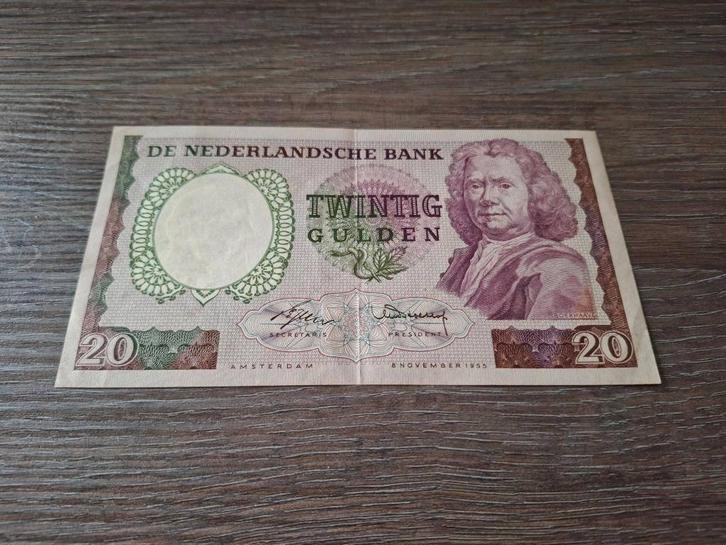 DE NEDERLANDSCHE BANK
TWINTIG
GULDEN
SECRETARIS PRESIDENT
20 20
AMSTERDAM 8 NOVEMBER 1955